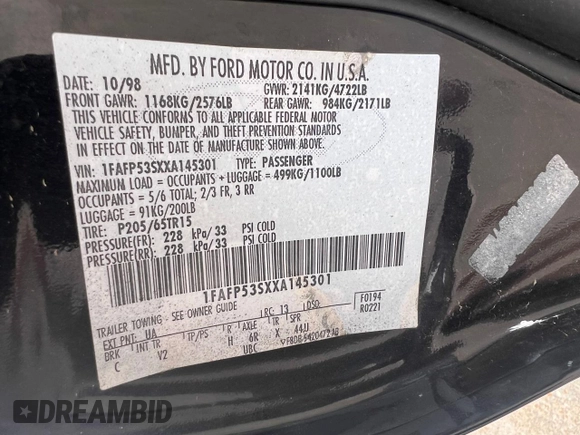 MFD. BY FORD MOTOR CO. IN U.S.A.
DATE: 10/98 GVWR: 2141KG/4722LB
FRONT GAWR: 1168KG/2576LB REAR GAWR: 984KG/2171LB
THIS VEHICLE CONFORMS TO ALL APPLICABLE FEDERAL MOTOR
VEHICLE SAFETY, BUMPER, AND THEFT PREVENTION STANDARDS
IN EFFECT ON THE DATE OF MANUFACTURE SHOWN ABOVE.
VIN: 1FAFP53SXXA145301 TYPE: PASSENGER
MAXIMUM LOAD = OCCUPANTS + LUGGAGE = 499KG/1100LB
OCCUPANTS = 5/6 TOTAL; 2/3 FR, 3 RR
LUGGAGE = 91KG/200LB
TIRE: P205/65TR15
PRESSURE(FR) = 228 kPa/33 PSI COLD
PRESSURE(RR) = 228 kPa/33 PSI COLD
1FAFP53SXXA145301
TRAILER TOWING - SEE OWNER GUIDE
F0194
R0221
EXT PNT: UA RC: 13 DSO:
BRK INT TR TP/PS R AXLE TR SPR
C V2 H 6R X 44JJ
UBC
DREAMBID